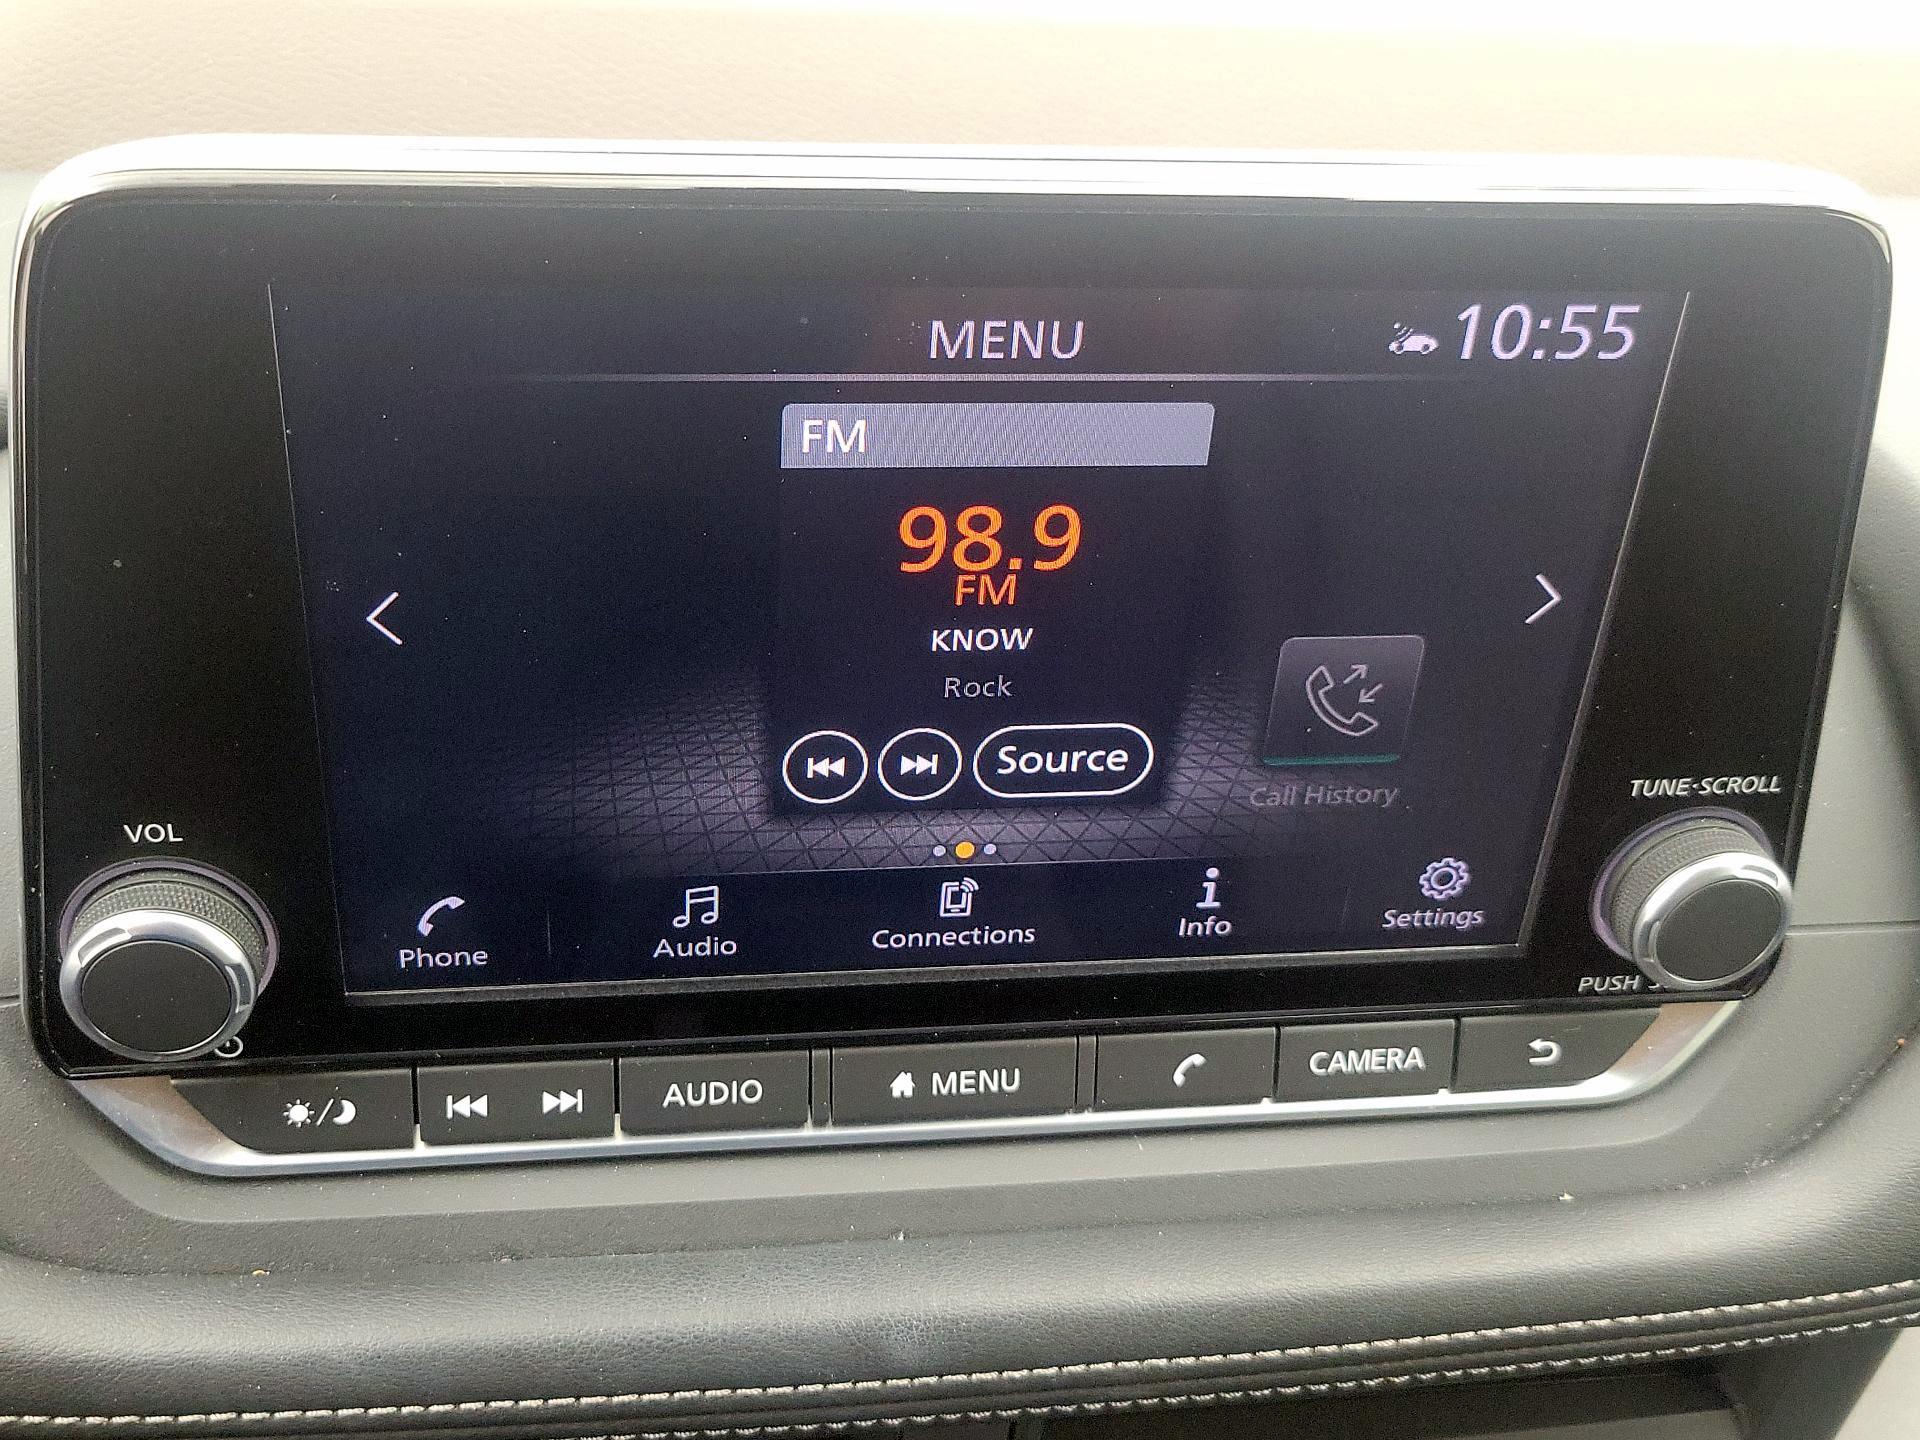 MENU
10:55
FM
98.9
FM
KNOW
Rock
Source
Call History
Phone
Audio
Connections
Info
Settings
VOL
TUNE·SCROLL
PUSH
AUDIO
MENU
CAMERA